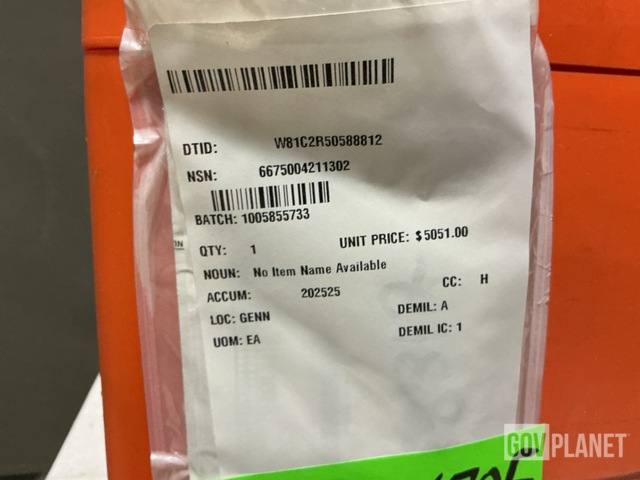 DTID: W81C2R50588812
NSN: 6675004211302
BATCH: 1005855733
QTY: 1 UNIT PRICE: $5051.00
NOUN: No Item Name Available
ACCUM: 202525 CC: H
LOC: GENN DEMIL: A
UOM: EA DEMIL IC: 1
GOVPLANET